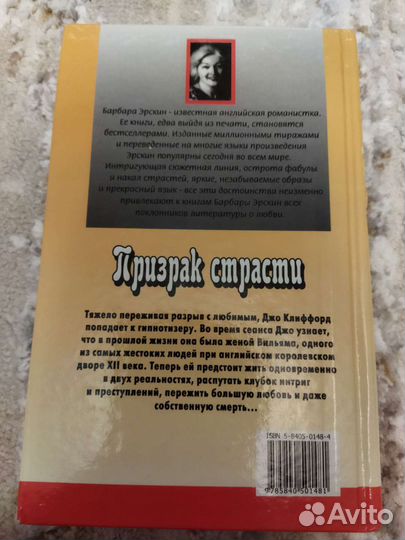 Барбара Эрскин - известная английская романистка.
Ее книги, едва выйдя из печати, становятся
бестселлерами. Изданные миллионными тиражами
и переведенные на многие языки произведения
Эрскин популярны сегодня во всем мире.
Интригующая сюжетная линия, острота фабулы
и накал страстей, яркие, незабываемые образы
и прекрасный язык - все эти достоинства неизменно
привлекают к книгам Барбары Эрскин всех
поклонников литературы о любви.
Призрак страсти
Тяжело переживая разрыв с любимым, Джо Клиффорд
попадает к гипнотизеру. Во время сеанса Джо узнает,
что в прошлой жизни она была женой Вильяма, одного
из самых жестоких людей при английском королевском
дворе XII века. Теперь ей предстоит жить одновременно
в двух реальностях, распутать клубок интриг
и преступлений, пережить большую любовь и даже
собственную смерть...
ISBN 5-8405-0148-4
9 785840 501481
Avito